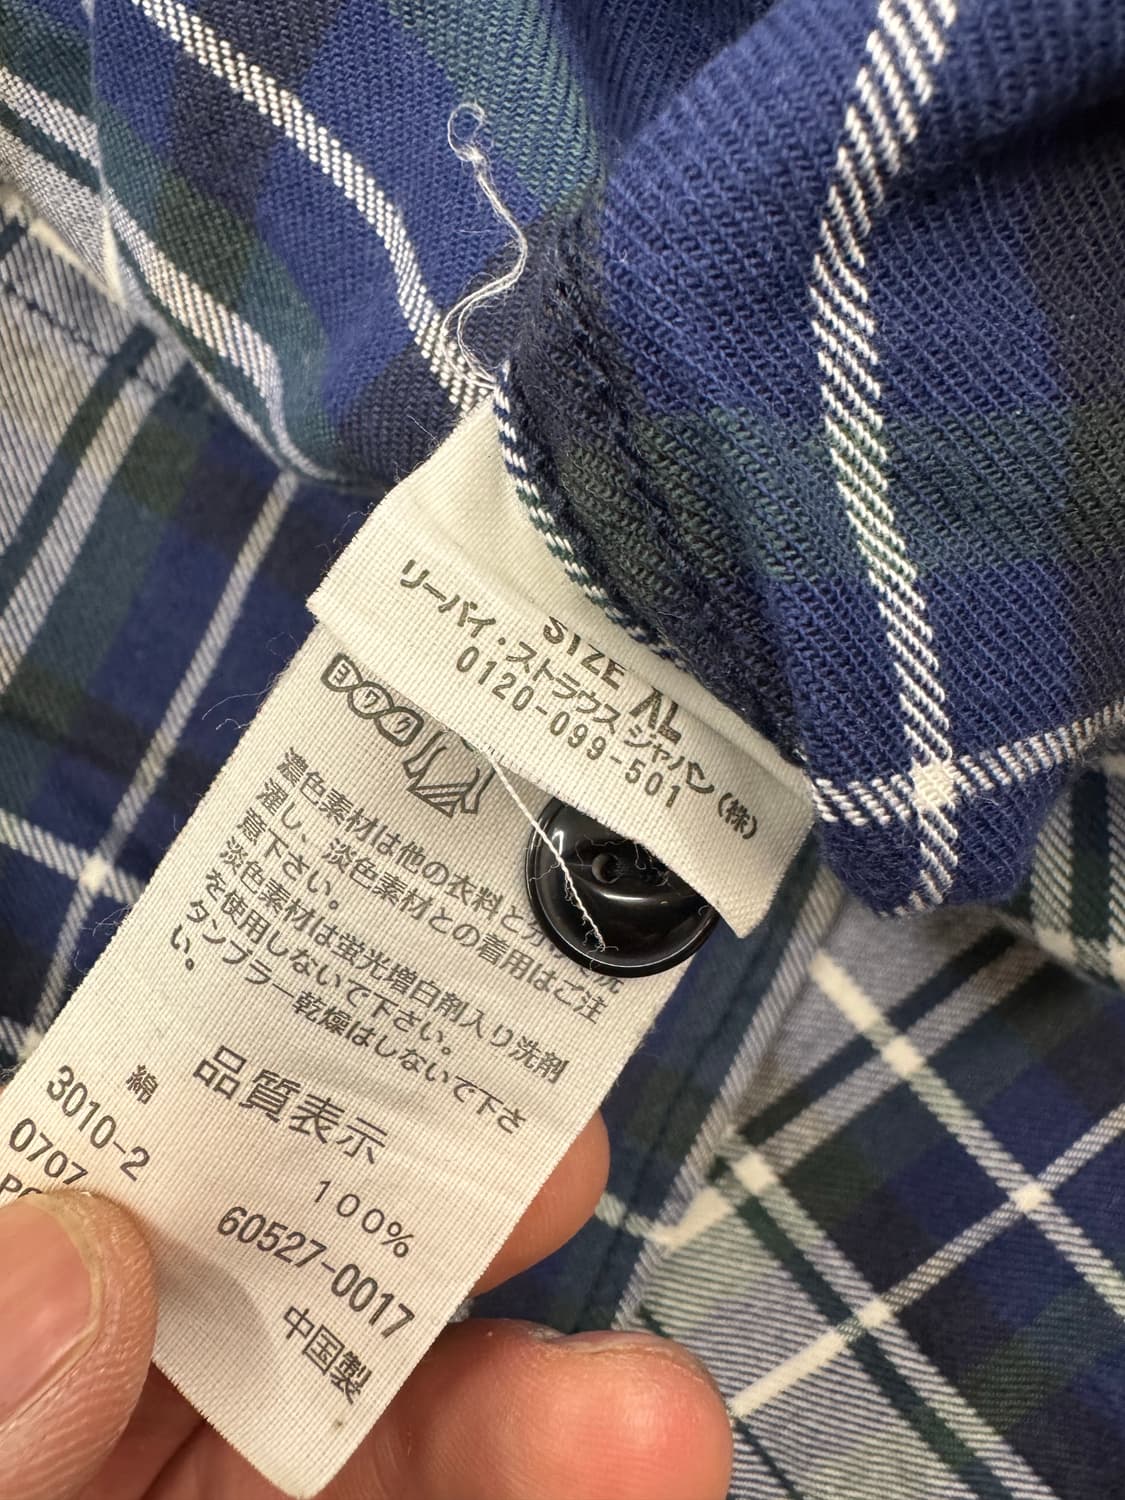 SIZE XL
リーバイ・ストラウス ジャパン(株)
0120-099-501
ヨワク
濃色素材は他の衣料と分 て洗
濯し、淡色素材との着用はご注
意下さい。
淡色素材は蛍光増白剤入り洗剤
を使用しないで下さい。
タンブラー乾燥はしないで下さ
い。
品質表示
綿 100%
3010-2 60527-0017
0707 中国製